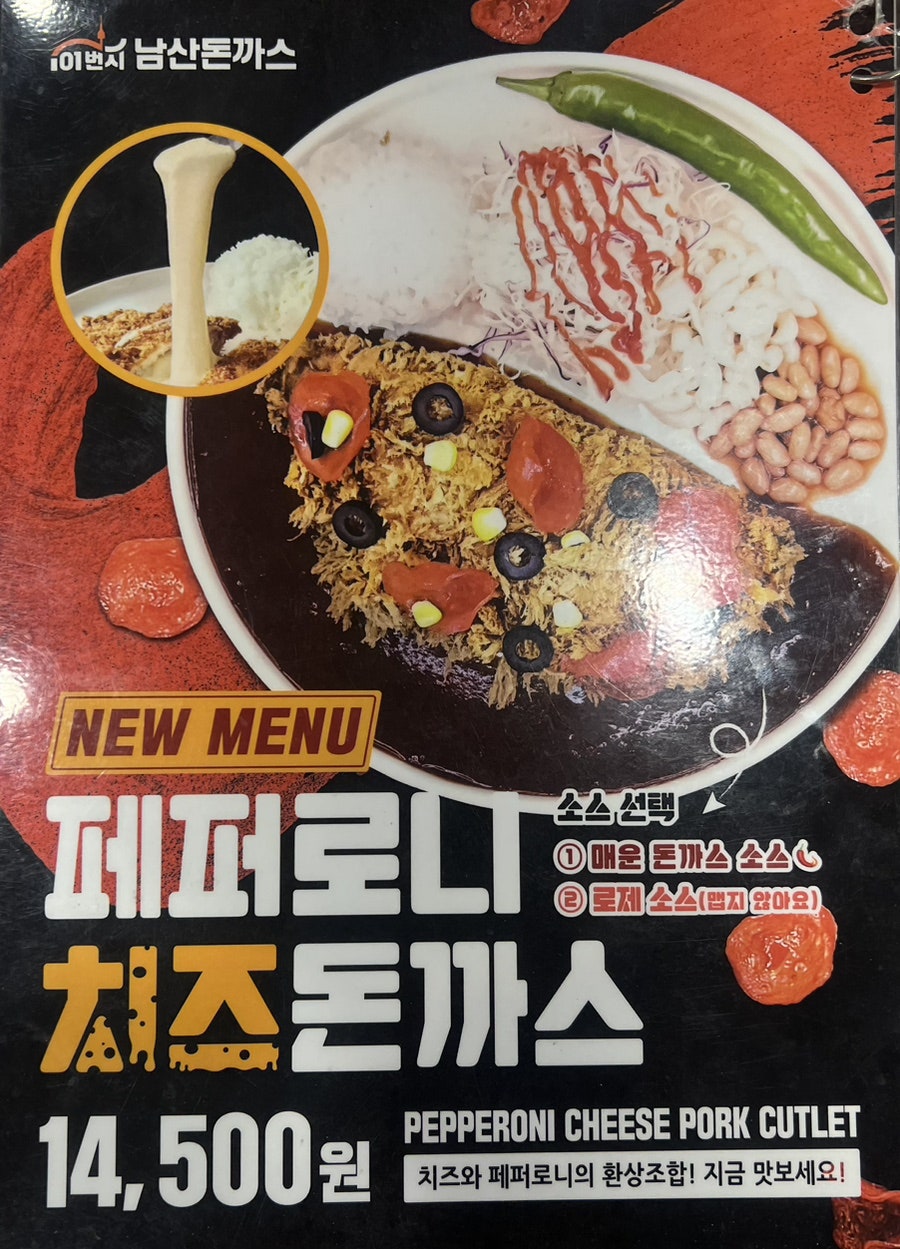 101번지 남산돈까스
NEW MENU
페퍼로니
치즈돈까스
소스 선택
① 매운 돈까스 소스
② 로제 소스(맵지 않아요)
14,500원
PEPPERONI CHEESE PORK CUTLET
치즈와 페퍼로니의 환상조합! 지금 맛보세요!